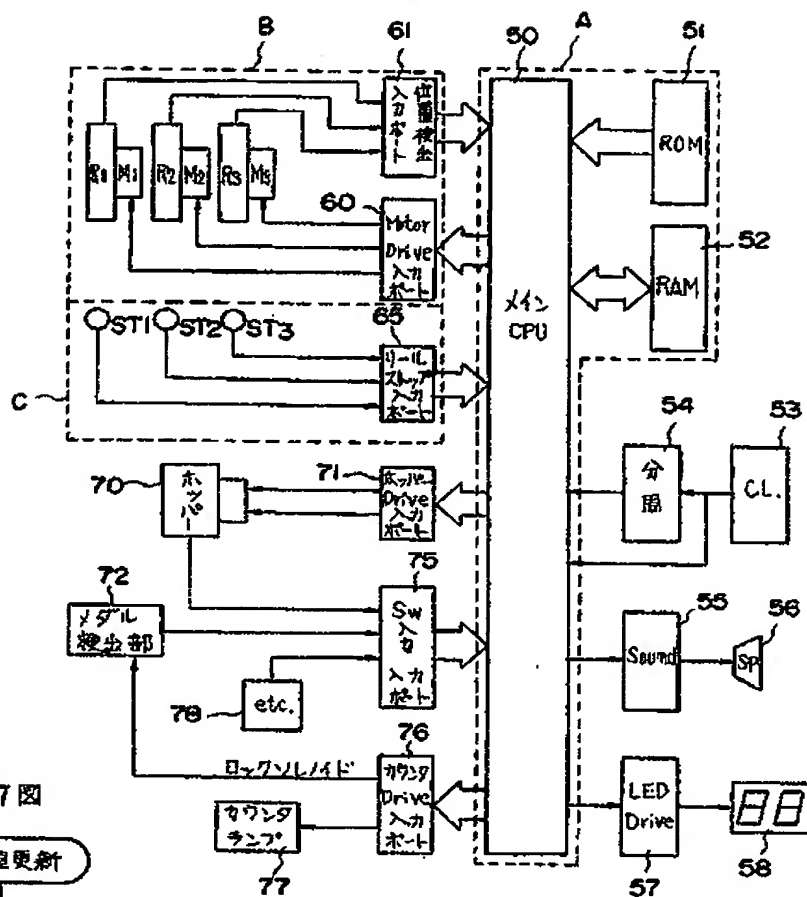 B
61
50
A
51
入力ポート
位置検出
R1
M1
R2
M2
R3
M3
ROM
60
Motor
Drive
入力
ポート
52
RAM
メイン
CPU
ST1
ST2
ST3
65
リール
ストップ
入力
ポート
C
54
53
分周
C.L.
70
ホッパー
71
ホッパー
Drive
入力
ポート
75
72
メダル
検出部
Sw
入力
入力
ポート
55
56
Sound
SP
78
etc.
76
ロックソレノイド
カウンタ
Drive
入力
ポート
LED
Drive
88
7図
カウンタ
ランプ
77
57
58
更新